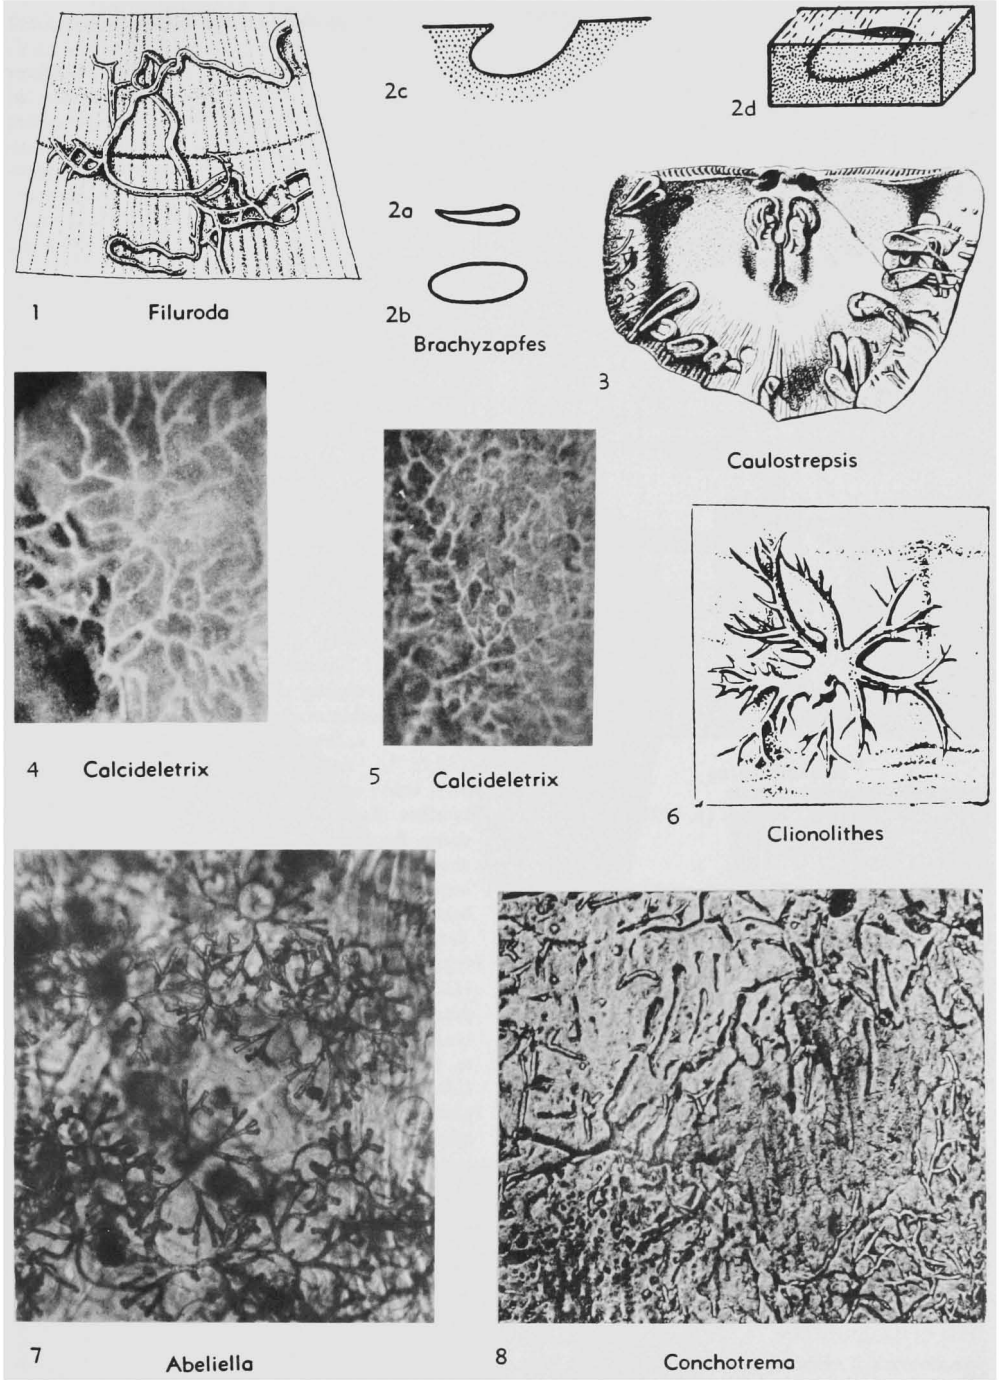 2c
2d
2a
1 Filuroda
2b
Brachyzapfes
3
Caulostrepsis
4 Calcideletrix
5 Calcideletrix
6
Clionolithes
7 Abeliella
8 Conchotrema